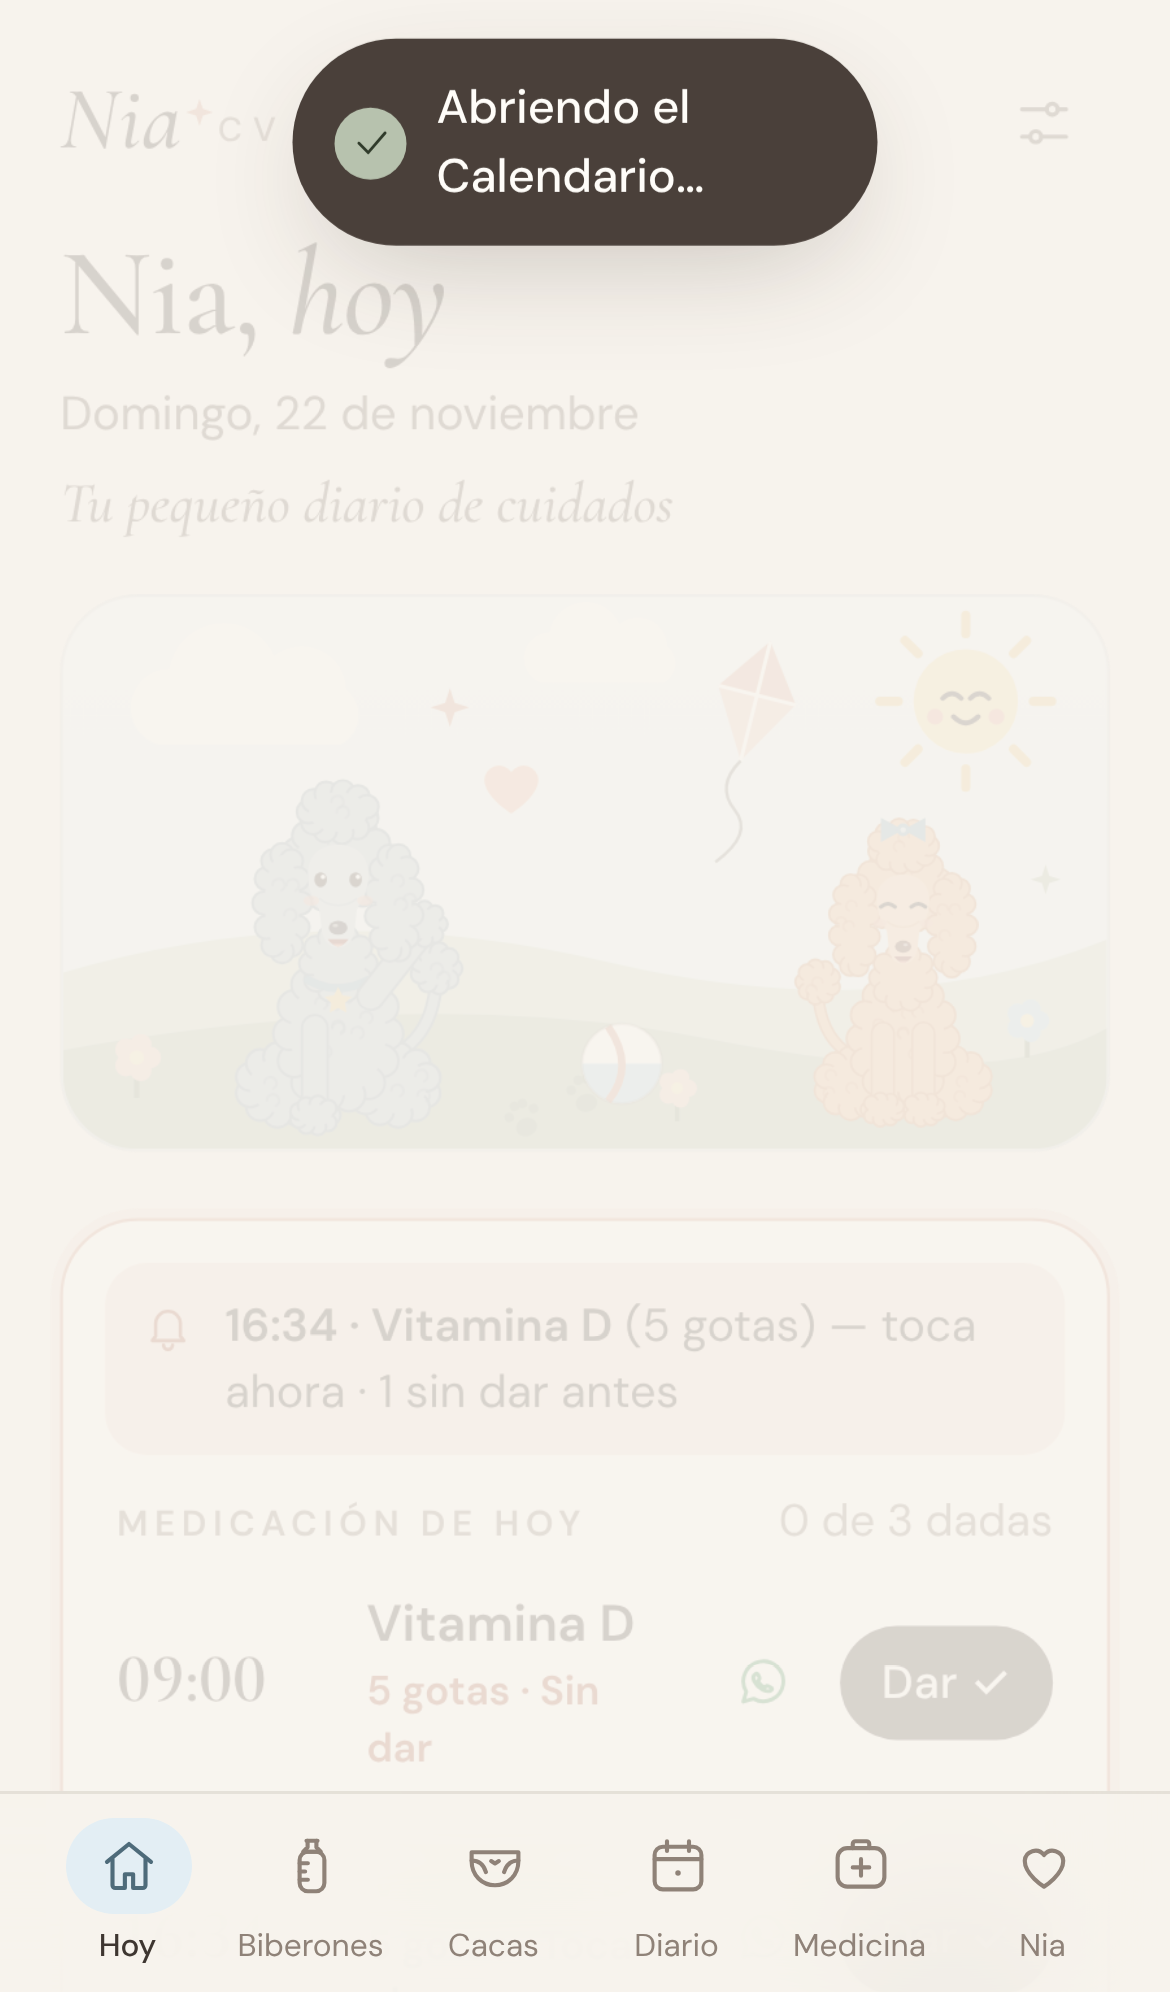 Abriendo el
Calendario...
Nia C V
Nia, hoy
Domingo, 22 de noviembre
Tu pequeño diario de cuidados
16:34 · Vitamina D (5 gotas) — toca
ahora · 1 sin dar antes
MEDICACIÓN DE HOY 0 de 3 dadas
Vitamina D
09:00
5 gotas · Sin
dar
Dar
Hoy Biberones Cacas Diario Medicina Nia